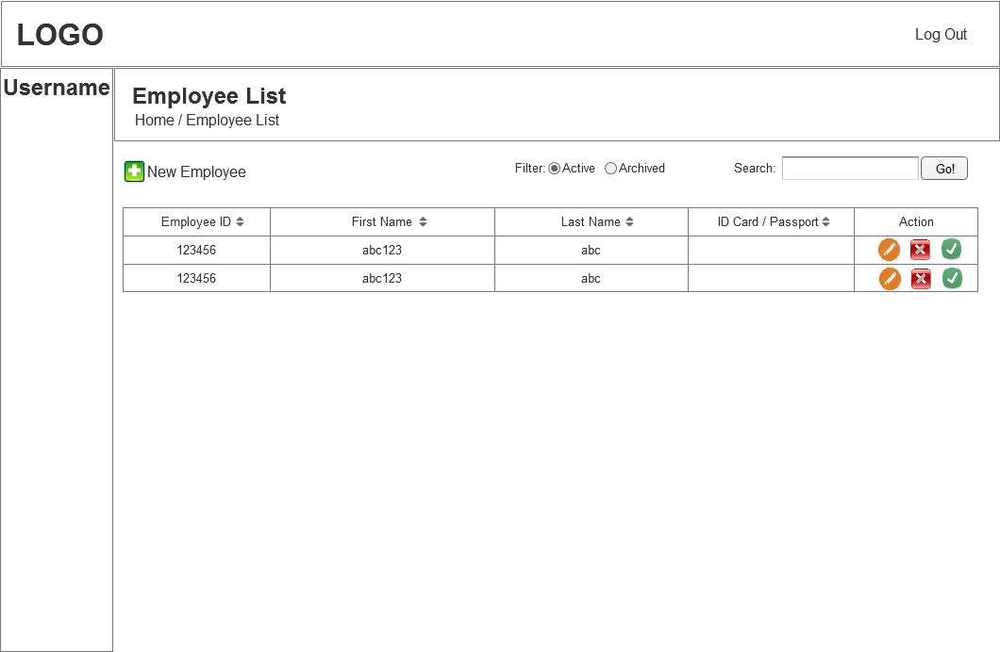 LOGO
Log Out
Username
Employee List
Home / Employee List
New Employee
Filter: Active Archived
Search: Go!
Employee ID First Name Last Name ID Card / Passport Action
123456 abc123 abc
123456 abc123 abc